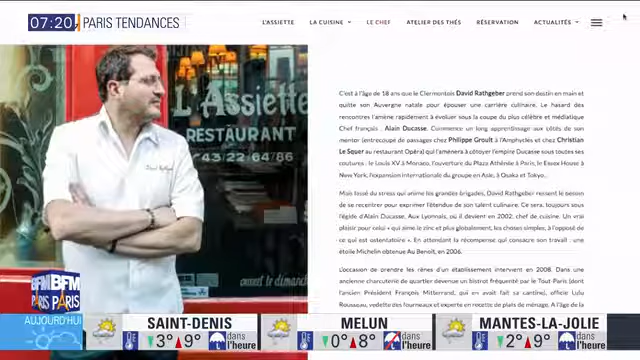 07:20 PARIS TENDANCES
L'ASSIETTE LA CUISINE LE CHEF ATELIER DES THÉS RÉSERVATION ACTUALITÉS
L'Assiette
RESTAURANT
43/22/64/86
David Rathgeber
ouvert le dimanche
C'est à l'âge de 18 ans que le Clermontois David Rathgeber prend son destin en main et
quitte son Auvergne natale pour épouser une carrière culinaire. Le hasard des
rencontres l'amène rapidement à évoluer sous la coupe du plus célèbre et médiatique
Chef français : Alain Ducasse. Commence un long apprentissage aux côtés de son
mentor (entrecoupé de passages chez Philippe Groult à l'Amphyclès et chez Christian
Le Squer au restaurant Opéra) qui l'amènera à côtoyer l'empire Ducasse sous toutes ses
coutures : le Louis XV à Monaco, l'ouverture du Plaza Athénée à Paris, le Essex House à
New York, l'expansion internationale du groupe en Asie, à Osaka et Tokyo...
Mais lassé du stress qui anime les grandes brigades, David Rathgeber ressent le besoin
de se recentrer pour exprimer l'étendue de son talent culinaire. Ce sera, toujours sous
l'égide d'Alain Ducasse, Aux Lyonnais, où il devient en 2002, chef de cuisine. Un vrai
plaisir pour celui « qui aime le zinc et plus globalement, les choses simples, à l'opposé de
ce qui est ostentatoire ». En attendant la récompense qui consacre son travail : une
étoile Michelin obtenue Au Benoit, en 2006.
L'occasion de prendre les rênes d'un établissement intervient en 2008. Dans une
ancienne charcuterie de quartier devenue un bistrot fréquenté par le Tout Paris (dont
l'ancien Président François Mitterrand, qui en avait fait sa cantine), officie Lulu
Rousseau, vedette des fourneaux et experte en recette de plats de ménage. A l'âge de la
BFM BFM
PARIS PARIS
AUJOURD'HUI
SAINT-DENIS MELUN MANTES-LA-JOLIE
3° 9° dans l'heure 0° 8° dans l'heure 2° 9° dans l'heure